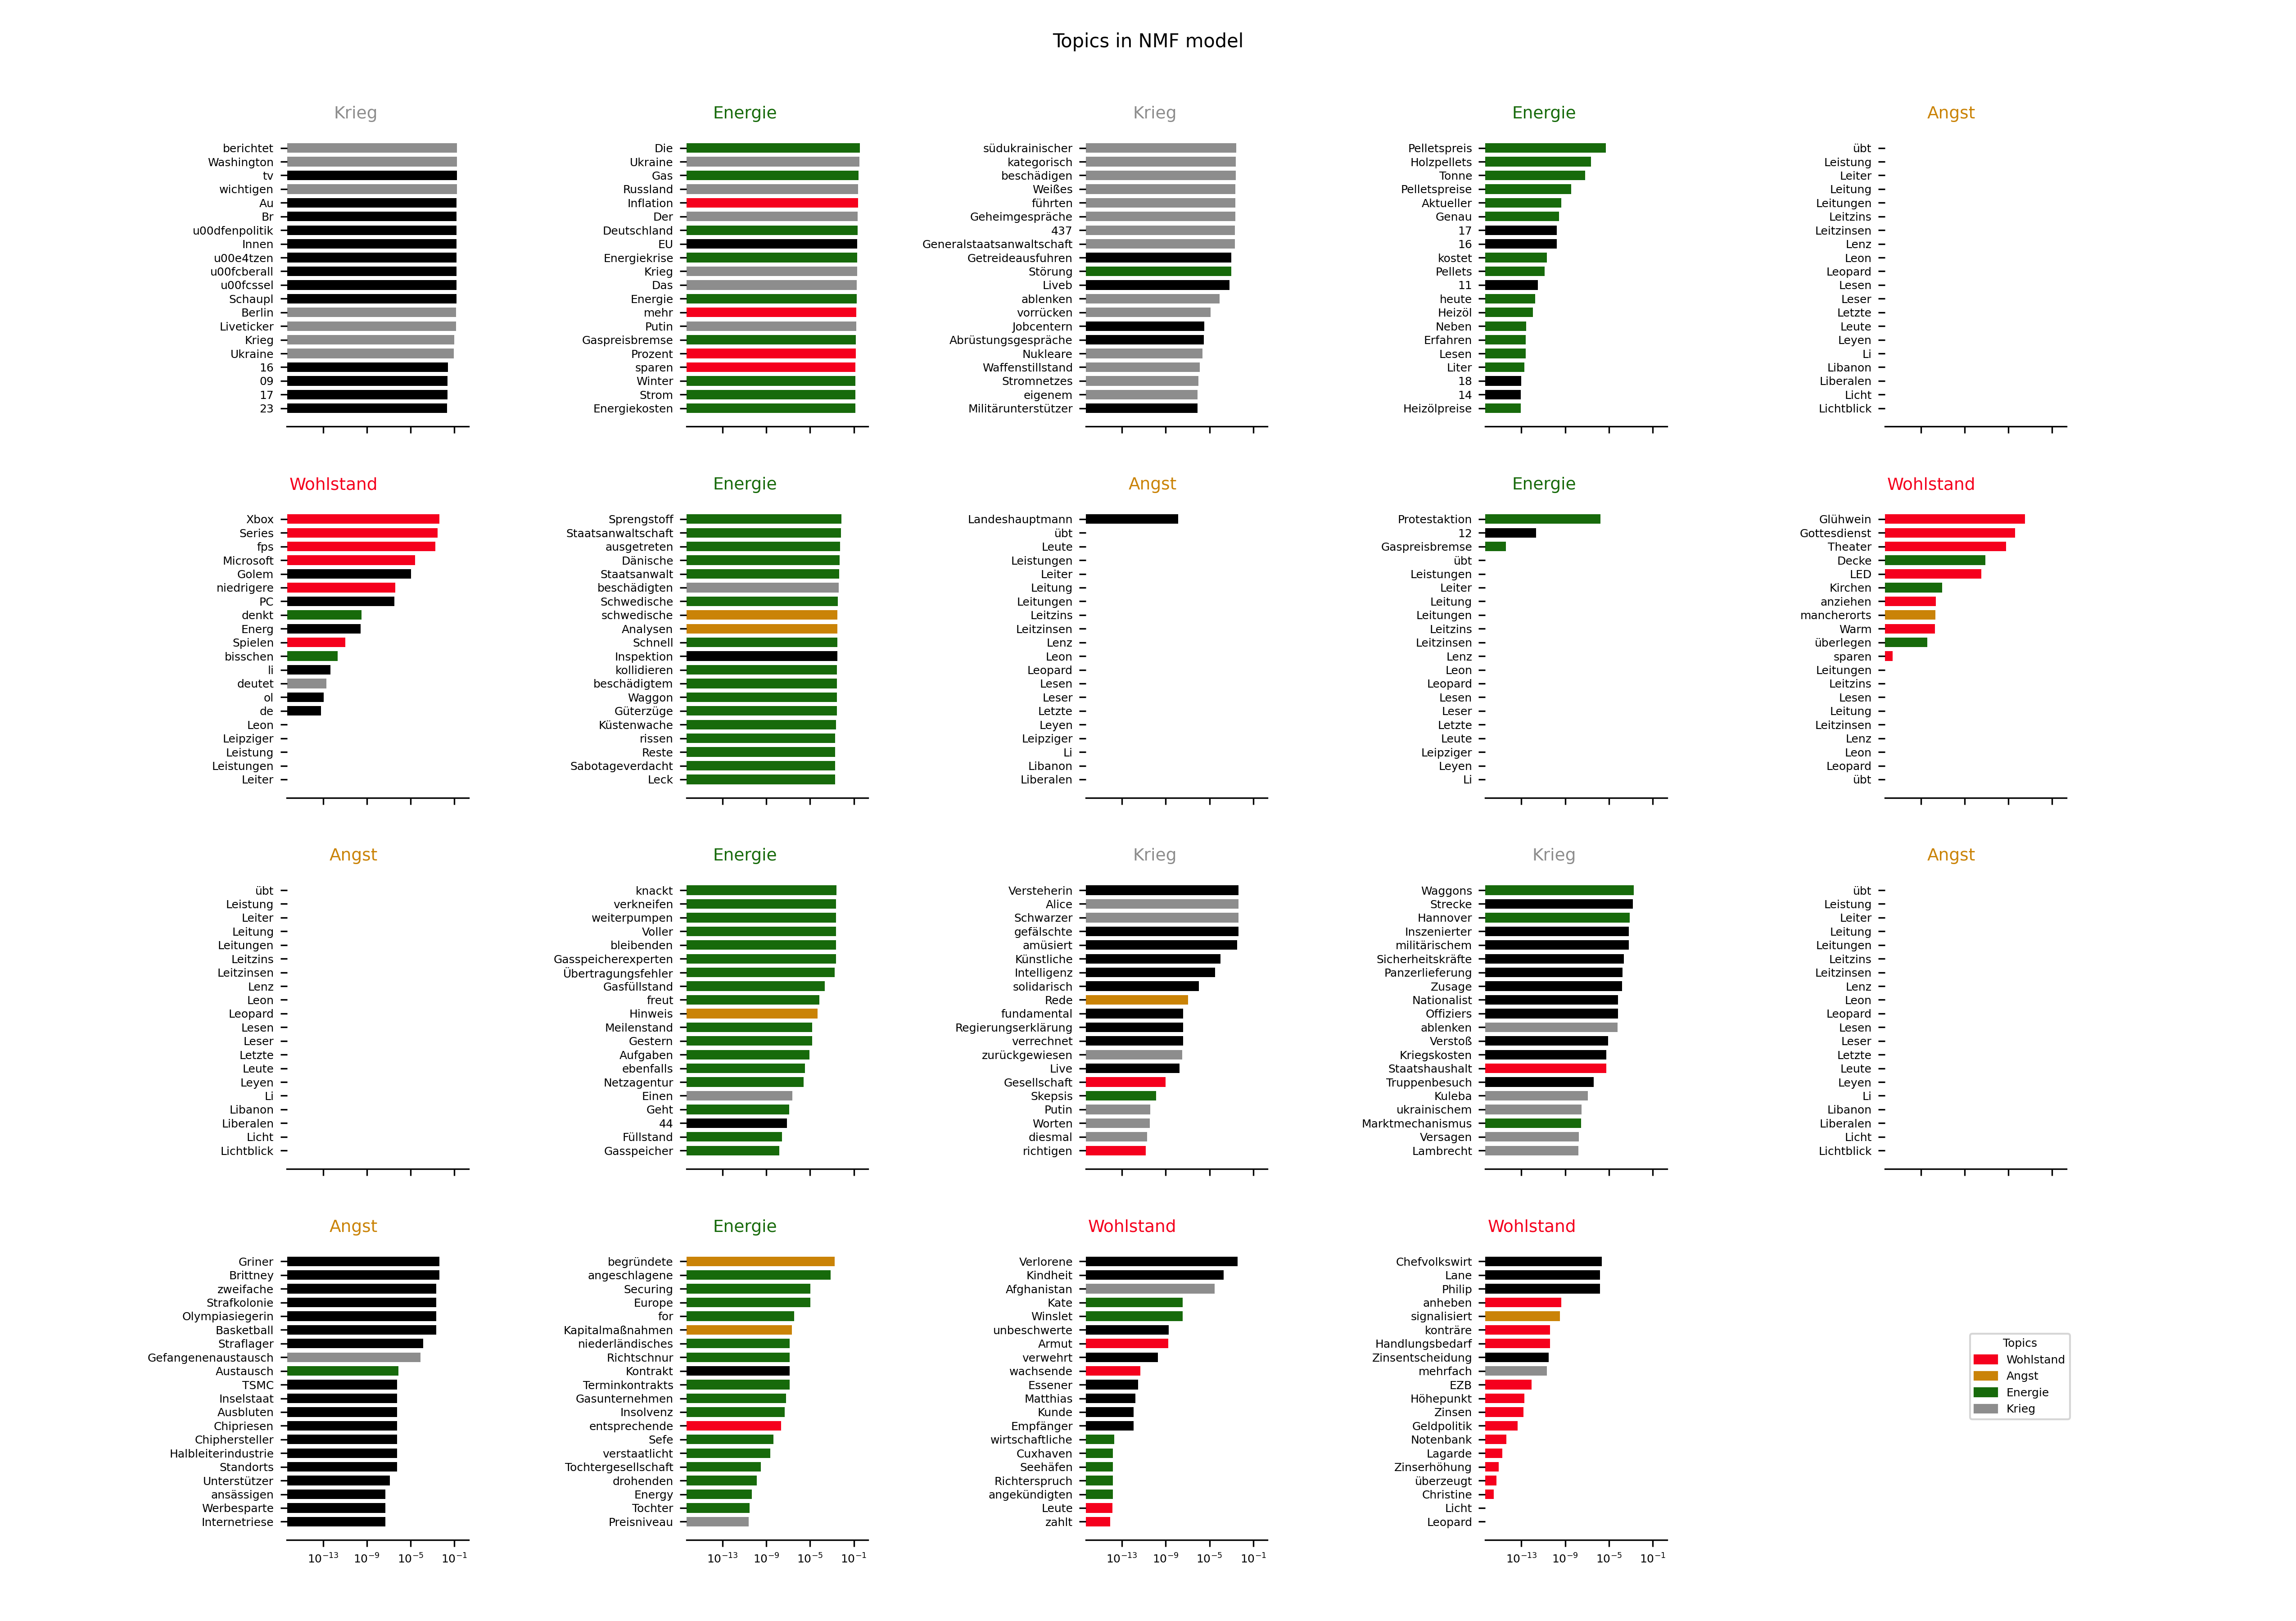 Topics in NMF model
Krieg
berichtet
Washington
tv
wichtigen
Au
Br
u00dfenpolitik
Innen
u00e4tzen
u00fcberall
u00fcssel
Schaupl
Berlin
Liveticker
Krieg
Ukraine
16
09
17
23
Energie
Die
Ukraine
Gas
Russland
Inflation
Der
Deutschland
EU
Energiekrise
Krieg
Das
Energie
mehr
Putin
Gaspreisbremse
Prozent
sparen
Winter
Strom
Energiekosten
Krieg
südukrainischer
kategorisch
beschädigen
Weißes
führten
Geheimgespräche
437
Generalstaatsanwaltschaft
Getreideausfuhren
Störung
Liveb
ablenken
vorrücken
Jobcentern
Abrüstungsgespräche
Nukleare
Waffenstillstand
Stromnetzes
eigenem
Militärunterstützer
Energie
Pelletspreis
Holzpellets
Tonne
Pelletspreise
Aktueller
Genau
17
16
kostet
Pellets
11
heute
Heizöl
Neben
Erfahren
Lesen
Liter
18
14
Heizölpreise
Angst
übt
Leistung
Leiter
Leitung
Leitungen
Leitzins
Leitzinsen
Lenz
Leon
Leopard
Lesen
Leser
Letzte
Leute
Leyen
Li
Libanon
Liberalen
Licht
Lichtblick
Wohlstand
Xbox
Series
fps
Microsoft
Golem
niedrigere
PC
denkt
Energ
Spielen
bisschen
li
deutet
ol
de
Leon
Leipziger
Leistung
Leistungen
Leiter
Energie
Sprengstoff
Staatsanwaltschaft
ausgetreten
Dänische
Staatsanwalt
beschädigten
Schwedische
schwedische
Analysen
Schnell
Inspektion
kollidieren
beschädigtem
Waggon
Güterzüge
Küstenwache
rissen
Reste
Sabotageverdacht
Leck
Angst
Landeshauptmann
übt
Leute
Leistungen
Leiter
Leitung
Leitungen
Leitzins
Leitzinsen
Lenz
Leon
Leopard
Lesen
Leser
Letzte
Leyen
Leipziger
Li
Libanon
Liberalen
Energie
Protestaktion
12
Gaspreisbremse
übt
Leistungen
Leiter
Leitung
Leitungen
Leitzins
Leitzinsen
Lenz
Leon
Leopard
Lesen
Leser
Letzte
Leute
Leipziger
Leyen
Li
Wohlstand
Glühwein
Gottesdienst
Theater
Decke
LED
Kirchen
anziehen
mancherorts
Warm
überlegen
sparen
Leitungen
Leitzins
Lesen
Leitung
Leitzinsen
Lenz
Leon
Leopard
übt
Angst
übt
Leistung
Leiter
Leitung
Leitungen
Leitzins
Leitzinsen
Lenz
Leon
Leopard
Lesen
Leser
Letzte
Leute
Leyen
Li
Libanon
Liberalen
Licht
Lichtblick
Energie
knackt
verkneifen
weiterpumpen
Voller
bleibenden
Gasspeicherexperten
Übertragungsfehler
Gasfüllstand
freut
Hinweis
Meilenstand
Gestern
Aufgaben
ebenfalls
Netzagentur
Einen
Geht
44
Füllstand
Gasspeicher
Krieg
Versteherin
Alice
Schwarzer
gefälschte
amüsiert
Künstliche
Intelligenz
solidarisch
Rede
fundamental
Regierungserklärung
verrechnet
zurückgewiesen
Live
Gesellschaft
Skepsis
Putin
Worten
diesmal
richtigen
Krieg
Waggons
Strecke
Hannover
Inszenierter
militärischem
Sicherheitskräfte
Panzerlieferung
Zusage
Nationalist
Offiziers
ablenken
Verstoß
Kriegskosten
Staatshaushalt
Truppenbesuch
Kuleba
ukrainischem
Marktmechanismus
Versagen
Lambrecht
Angst
übt
Leistung
Leiter
Leitung
Leitungen
Leitzins
Leitzinsen
Lenz
Leon
Leopard
Lesen
Leser
Letzte
Leute
Leyen
Li
Libanon
Liberalen
Licht
Lichtblick
Angst
Griner
Brittney
zweifache
Strafkolonie
Olympiasiegerin
Basketball
Straflager
Gefangenenaustausch
Austausch
TSMC
Inselstaat
Ausbluten
Chipriesen
Chiphersteller
Halbleiterindustrie
Standorts
Unterstützer
ansässigen
Werbesparte
Internetriese
10⁻¹³ 10⁻⁹ 10⁻⁵ 10⁻¹
Energie
begründete
angeschlagene
Securing
Europe
for
Kapitalmaßnahmen
niederländisches
Richtschnur
Kontrakt
Terminkontrakts
Gasunternehmen
Insolvenz
entsprechende
Sefe
verstaatlicht
Tochtergesellschaft
drohenden
Energy
Tochter
Preisniveau
10⁻¹³ 10⁻⁹ 10⁻⁵ 10⁻¹
Wohlstand
Verlorene
Kindheit
Afghanistan
Kate
Winslet
unbeschwerte
Armut
verwehrt
wachsende
Essener
Matthias
Kunde
Empfänger
wirtschaftliche
Cuxhaven
Seehäfen
Richterspruch
angekündigten
Leute
zahlt
10⁻¹³ 10⁻⁹ 10⁻⁵ 10⁻¹
Wohlstand
Chefvolkswirt
Lane
Philip
anheben
signalisiert
konträre
Handlungsbedarf
Zinsentscheidung
mehrfach
EZB
Höhepunkt
Zinsen
Geldpolitik
Notenbank
Lagarde
Zinserhöhung
überzeugt
Christine
Licht
Leopard
10⁻¹³ 10⁻⁹ 10⁻⁵ 10⁻¹
Topics
Wohlstand
Angst
Energie
Krieg